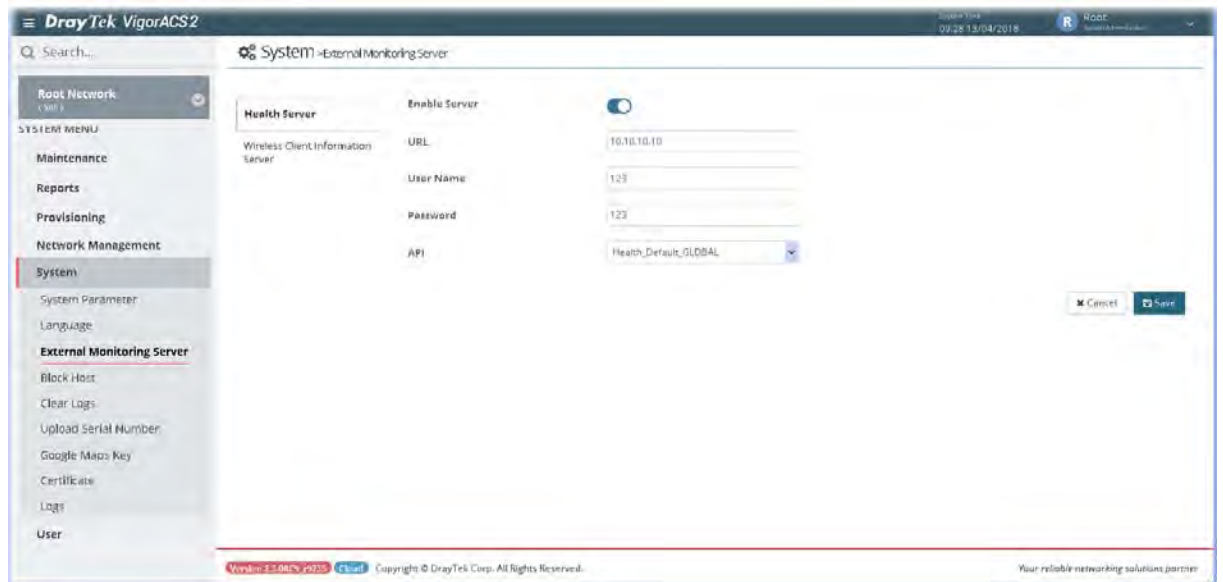 DrayTek VigorACS2
System Time
09:28 13/04/2018
R
Root
Search...
System »External Monitoring Server
Root Network
SYSTEM MENU
Maintenance
Reports
Provisioning
Network Management
System
System Parameter
Language
External Monitoring Server
Block Host
Clear Logs
Upload Serial Number
Google Maps Key
Certificate
Logs
User
Health Server
Wireless Client Information
Server
Enable Server
URL
10.10.10.10
User Name
123
Password
123
API
Health_Default_GLOBAL
Cancel
Save
Cloud
Copyright © DrayTek Corp. All Rights Reserved.
Your reliable networking solutions partner